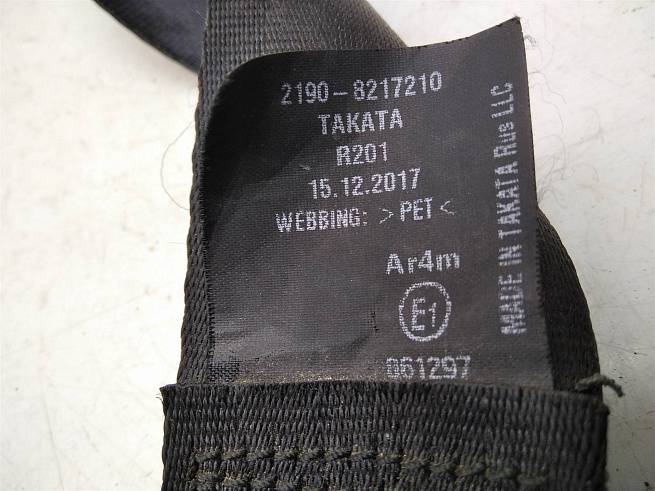 2190-8217210
TAKATA
R201
15.12.2017
WEBBING: >PET<
Ar4m
E1
061297
MADE IN TAKATA Rus LLC